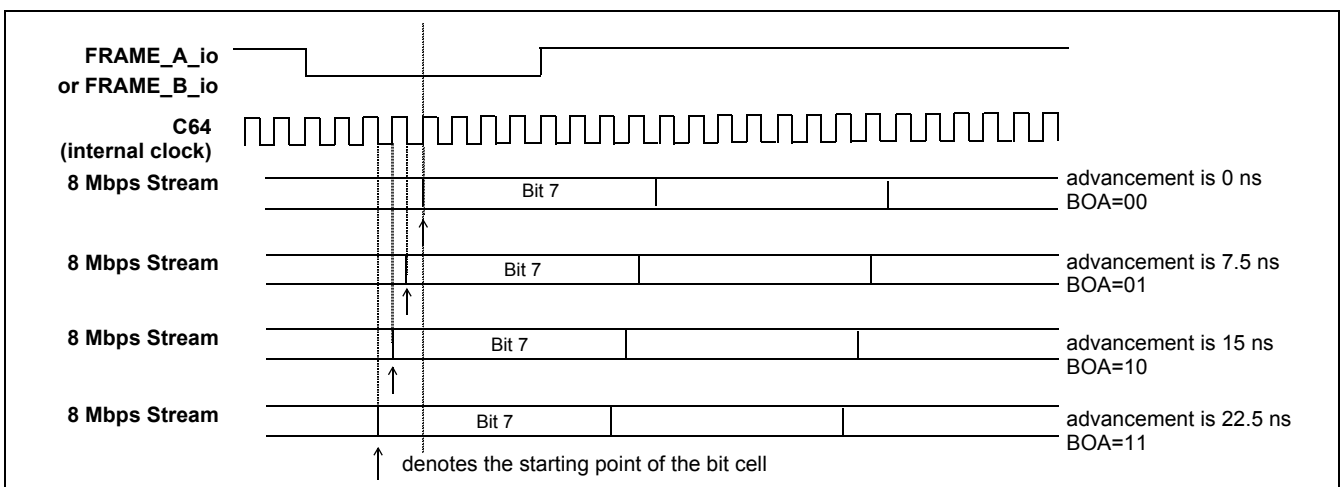 FRAME_A_io
or FRAME_B_io
C64
(internal clock)
8 Mbps Stream
Bit 7
advancement is 0 ns
BOA=00
8 Mbps Stream
Bit 7
advancement is 7.5 ns
BOA=01
8 Mbps Stream
Bit 7
advancement is 15 ns
BOA=10
8 Mbps Stream
Bit 7
advancement is 22.5 ns
BOA=11
denotes the starting point of the bit cell